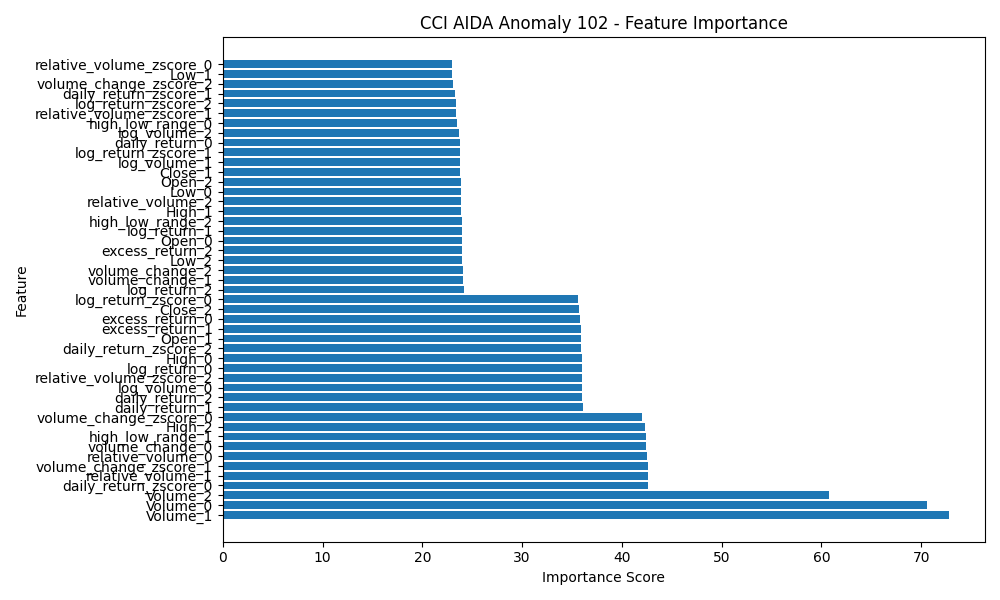 CCI AIDA Anomaly 102 - Feature Importance
relative_volume_zscore_0
Low_1
volume_change_zscore_2
daily_return_zscore_1
log_return_zscore_2
relative_volume_zscore_1
high_low_range_0
log_volume_2
daily_return_0
log_return_zscore_1
log_volume_1
Close_1
Open_2
Low_0
relative_volume_2
High_1
high_low_range_2
log_return_1
Open_0
excess_return_2
Low_2
volume_change_2
volume_change_1
log_return_2
log_return_zscore_0
Close_2
excess_return_0
excess_return_1
Open_1
daily_return_zscore_2
High_0
log_return_0
relative_volume_zscore_2
log_volume_0
daily_return_2
daily_return_1
volume_change_zscore_0
High_2
high_low_range_1
volume_change_0
relative_volume_0
volume_change_zscore_1
relative_volume_1
daily_return_zscore_0
Volume_2
Volume_0
Volume_1
Feature
0 10 20 30 40 50 60 70
Importance Score